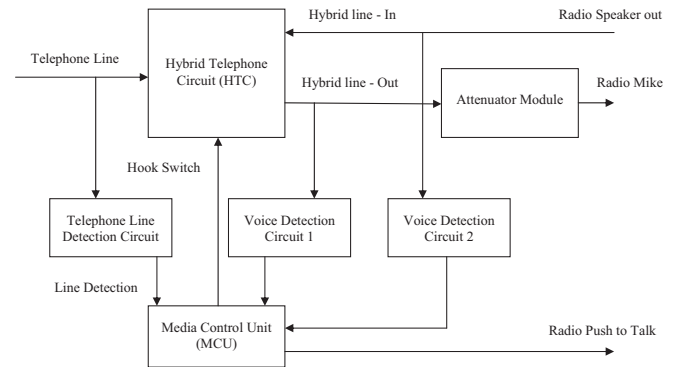 Hybrid line - In
Radio Speaker out
Telephone Line
Hybrid Telephone
Circuit (HTC)
Hybrid line - Out
Attenuator Module
Radio Mike
Hook Switch
Telephone Line
Detection Circuit
Voice Detection
Circuit 1
Voice Detection
Circuit 2
Line Detection
Media Control Unit
(MCU)
Radio Push to Talk